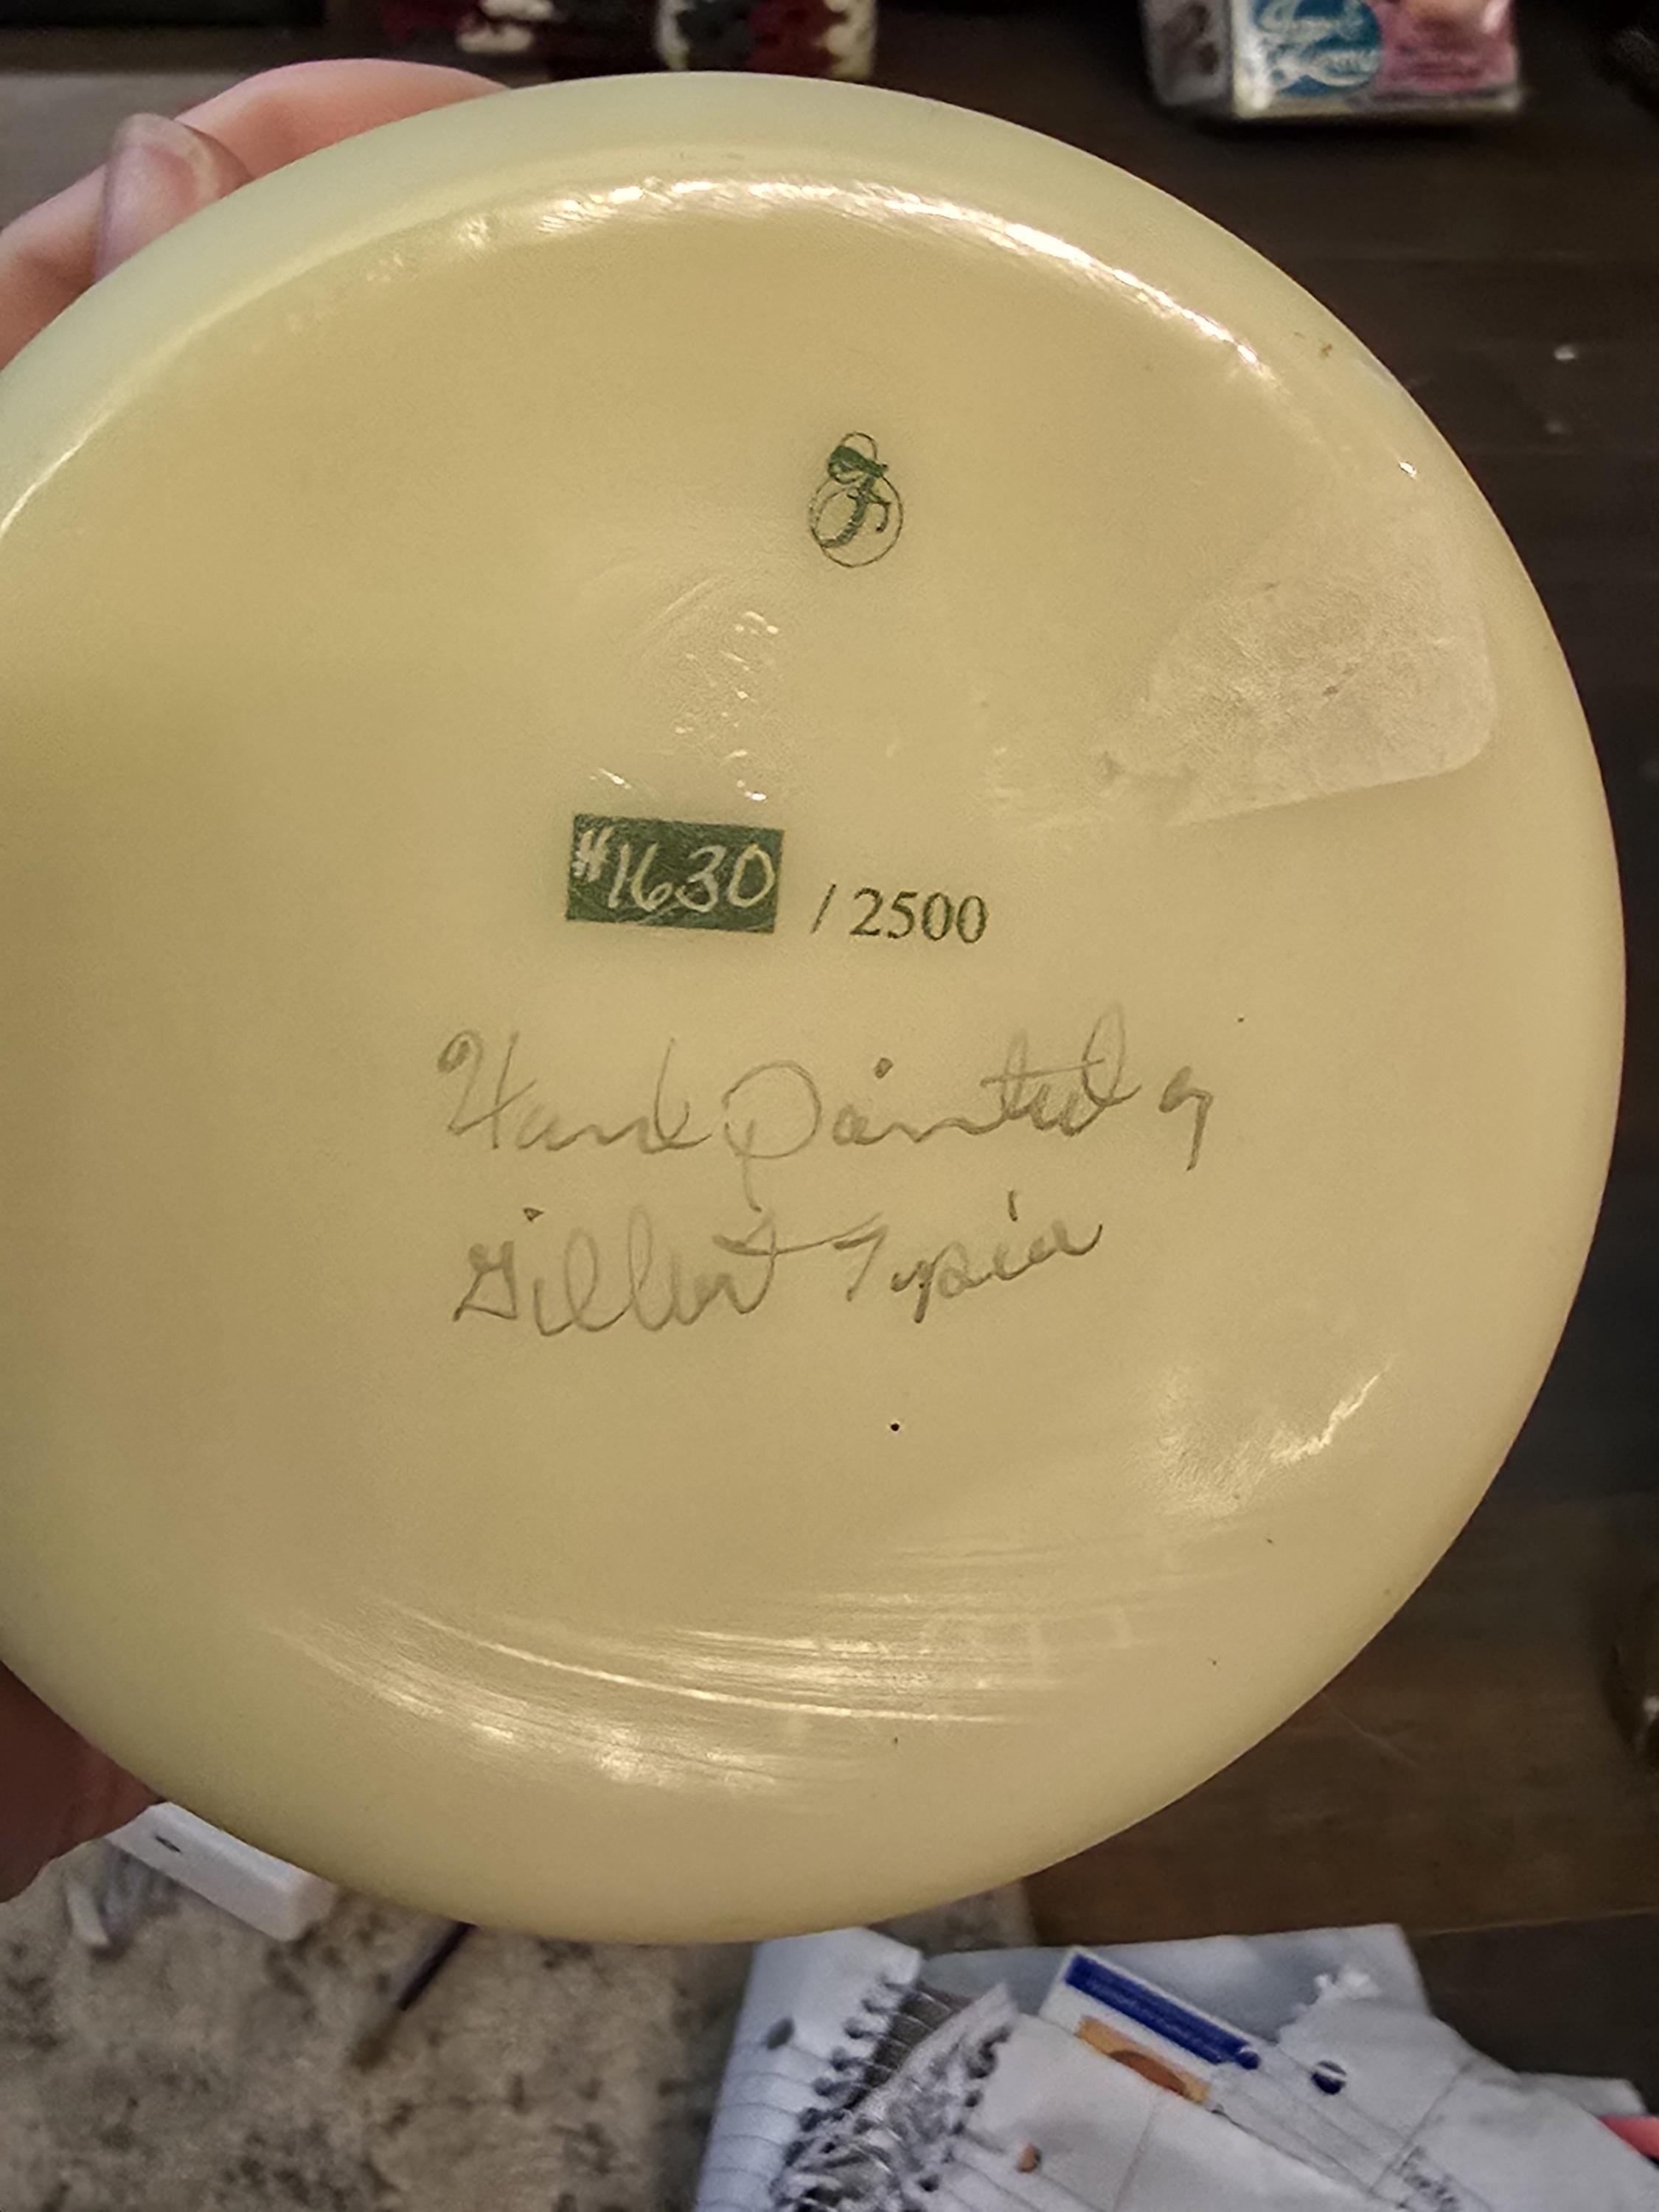 F
#1630 / 2500
Hand Painted by
Gilbert